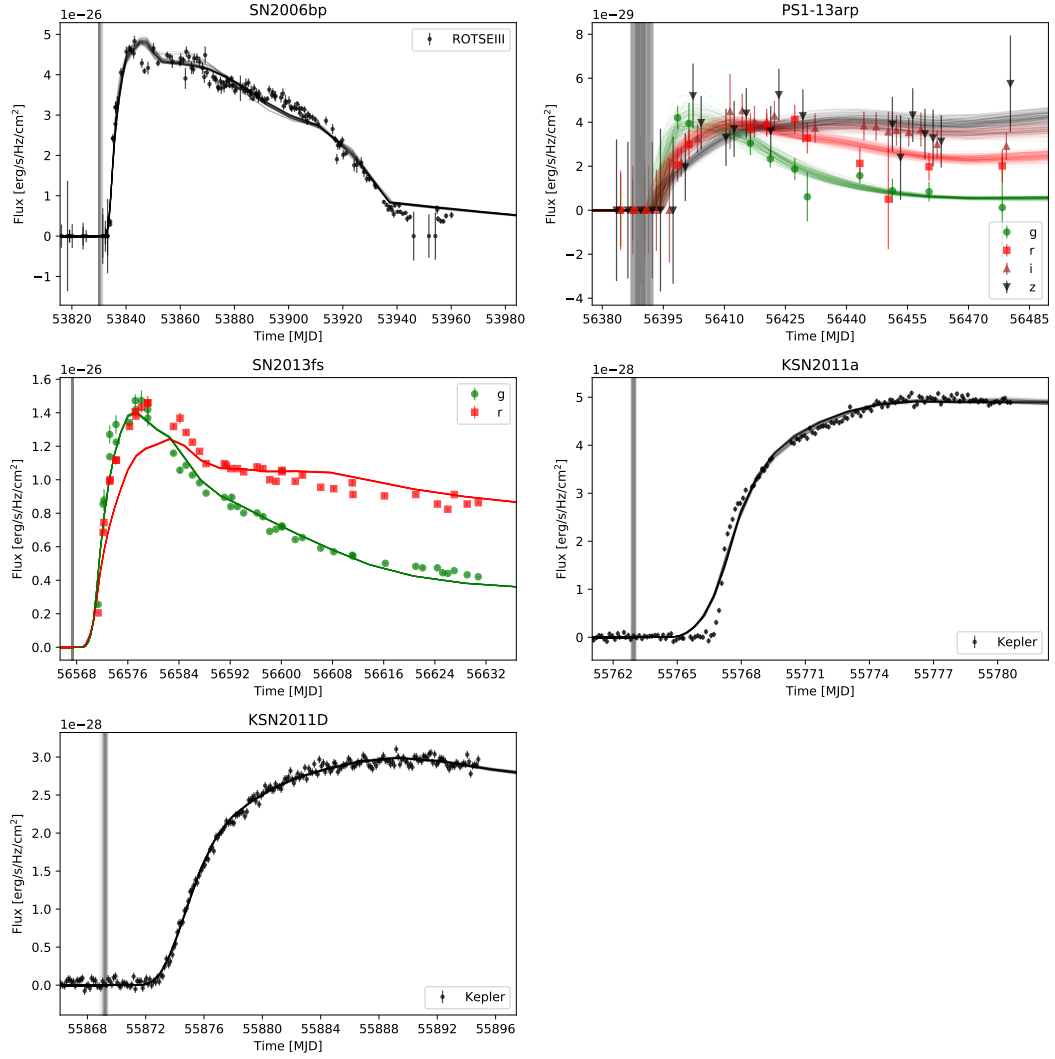 SN2006bp
1e−26
Flux [erg/s/Hz/cm²]
5
4
3
2
1
0
−1
ROTSEIII
53820 53840 53860 53880 53900 53920 53940 53960 53980
Time [MJD]
PS1-13arp
1e−29
Flux [erg/s/Hz/cm²]
8
6
4
2
0
−2
−4
g
r
i
z
56380 56395 56410 56425 56440 56455 56470 56485
Time [MJD]
SN2013fs
1e−26
Flux [erg/s/Hz/cm²]
1.6
1.4
1.2
1.0
0.8
0.6
0.4
0.2
0.0
g
r
56568 56576 56584 56592 56600 56608 56616 56624 56632
Time [MJD]
KSN2011a
1e−28
Flux [erg/s/Hz/cm²]
5
4
3
2
1
0
Kepler
55762 55765 55768 55771 55774 55777 55780
Time [MJD]
KSN2011D
1e−28
Flux [erg/s/Hz/cm²]
3.0
2.5
2.0
1.5
1.0
0.5
0.0
Kepler
55868 55872 55876 55880 55884 55888 55892 55896
Time [MJD]